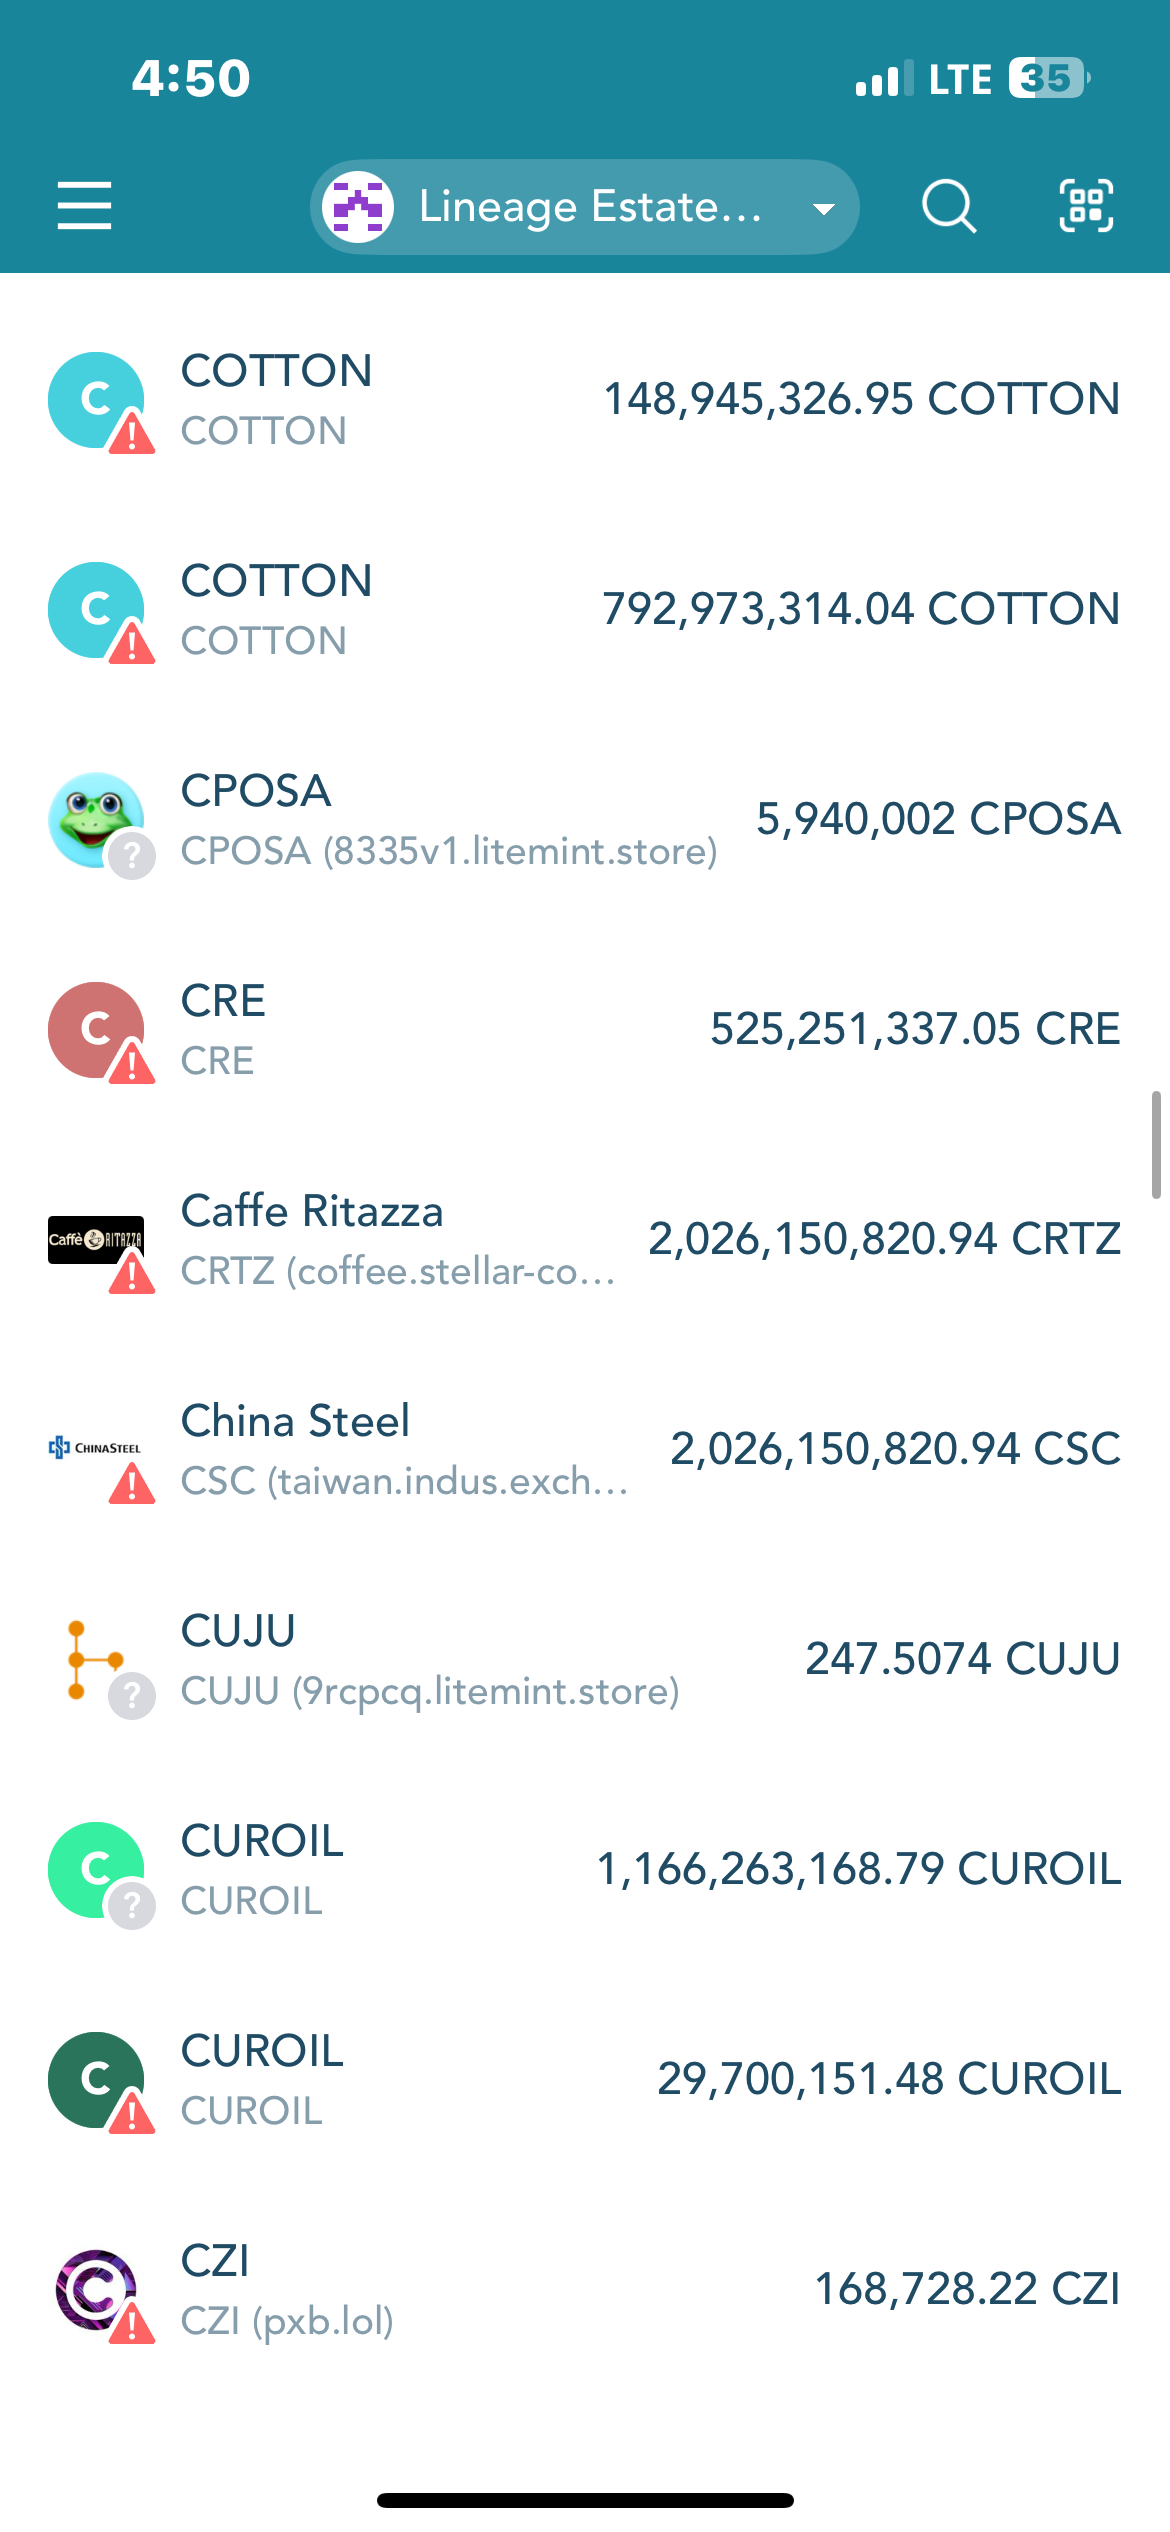 4:50
LTE 35
Lineage Estate...
C
COTTON
148,945,326.95 COTTON
COTTON
C
COTTON
792,973,314.04 COTTON
COTTON
CPOSA
5,940,002 CPOSA
CPOSA (8335v1.litemint.store)
C
CRE
525,251,337.05 CRE
CRE
Caffè RITAZZA
Caffe Ritazza
2,026,150,820.94 CRTZ
CRTZ (coffee.stellar-co...
CHINA STEEL
China Steel
2,026,150,820.94 CSC
CSC (taiwan.indus.exch...
CUJU
247.5074 CUJU
CUJU (9rcpcq.litemint.store)
C
CUROIL
1,166,263,168.79 CUROIL
CUROIL
C
CUROIL
29,700,151.48 CUROIL
CUROIL
C
CZI
168,728.22 CZI
CZI (pxb.lol)